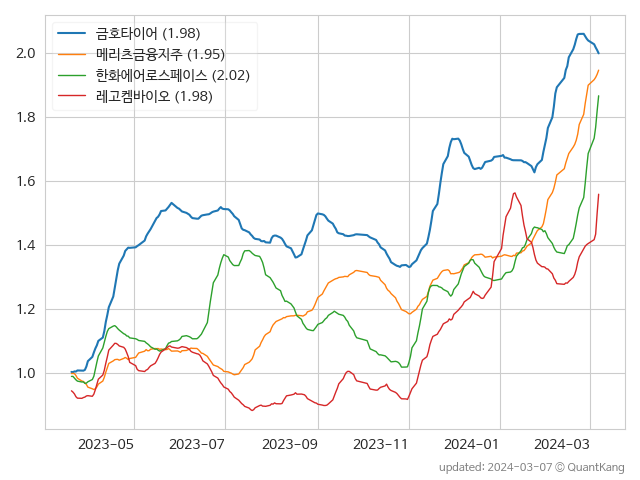 금호타이어 (1.98)
메리츠금융지주 (1.95)
한화에어로스페이스 (2.02)
레고켐바이오 (1.98)
2.0
1.8
1.6
1.4
1.2
1.0
2023-05 2023-07 2023-09 2023-11 2024-01 2024-03
updated: 2024-03-07 © QuantKang